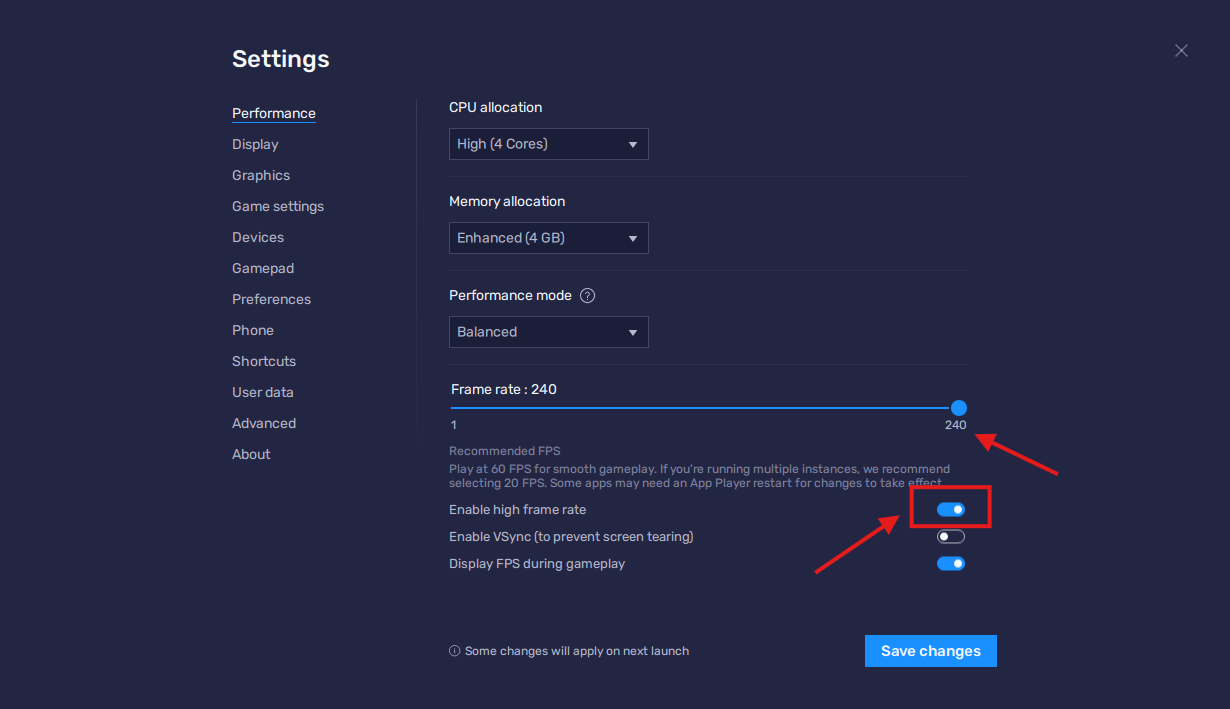 Settings
Performance
Display
Graphics
Game settings
Devices
Gamepad
Preferences
Phone
Shortcuts
User data
Advanced
About
CPU allocation
High (4 Cores)
Memory allocation
Enhanced (4 GB)
Performance mode ?
Balanced
Frame rate : 240
1 240
Recommended FPS
Play at 60 FPS for smooth gameplay. If you're running multiple instances, we recommend
selecting 20 FPS. Some apps may need an App Player restart for changes to take effect.
Enable high frame rate
Enable VSync (to prevent screen tearing)
Display FPS during gameplay
Some changes will apply on next launch
Save changes